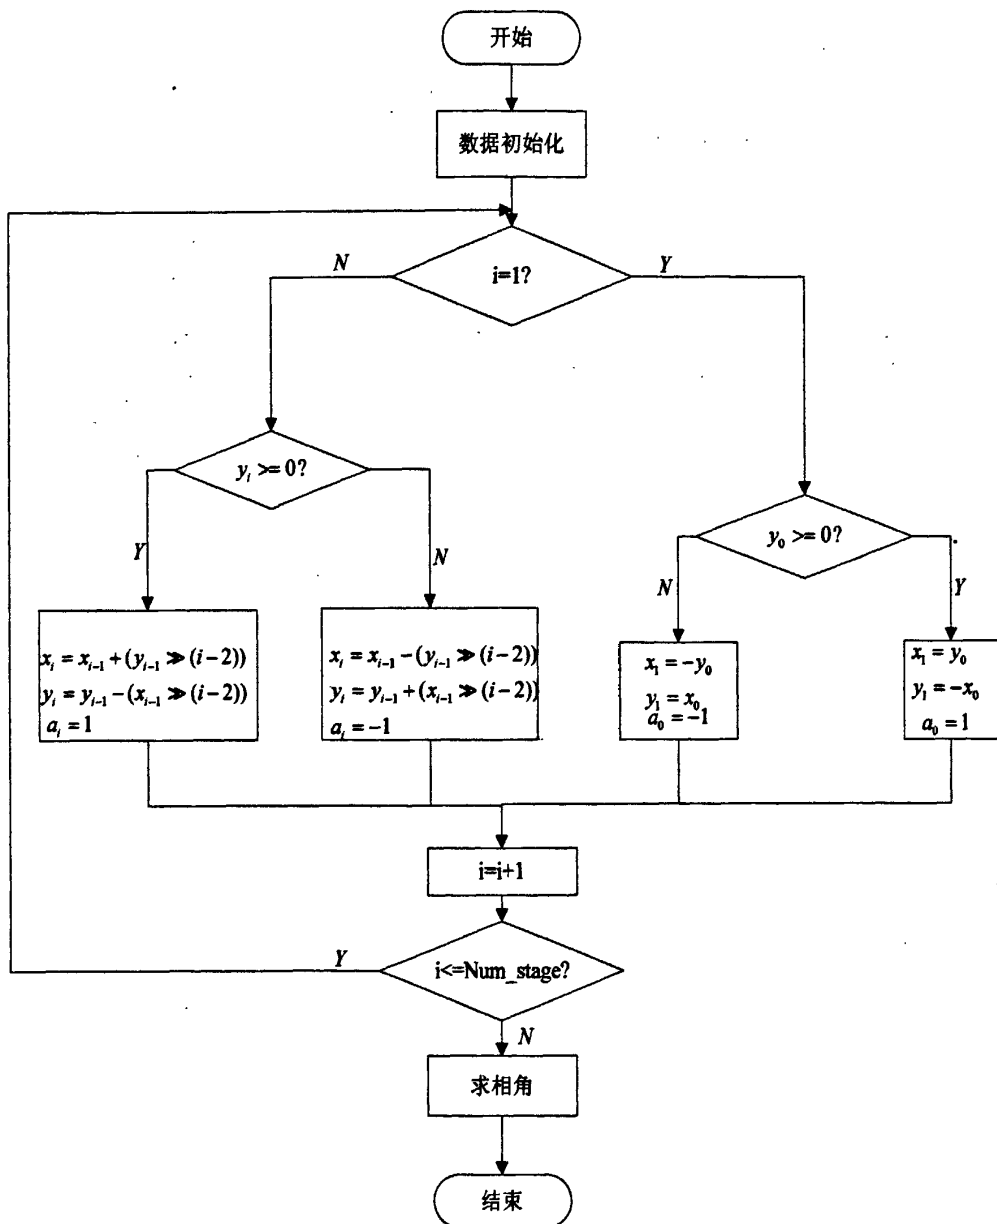 开始
数据初始化
N
i=1?
Y
y_i >= 0?
y_0 >= 0?
Y
N
N
Y
x_i = x_{i-1} + (y_{i-1} ≫ (i-2))
y_i = y_{i-1} - (x_{i-1} ≫ (i-2))
a_i = 1
x_i = x_{i-1} - (y_{i-1} ≫ (i-2))
y_i = y_{i-1} + (x_{i-1} ≫ (i-2))
a_i = -1
x_1 = -y_0
y_1 = x_0
a_0 = -1
x_1 = y_0
y_1 = -x_0
a_0 = 1
i=i+1
Y
i<=Num_stage?
N
求相角
结束